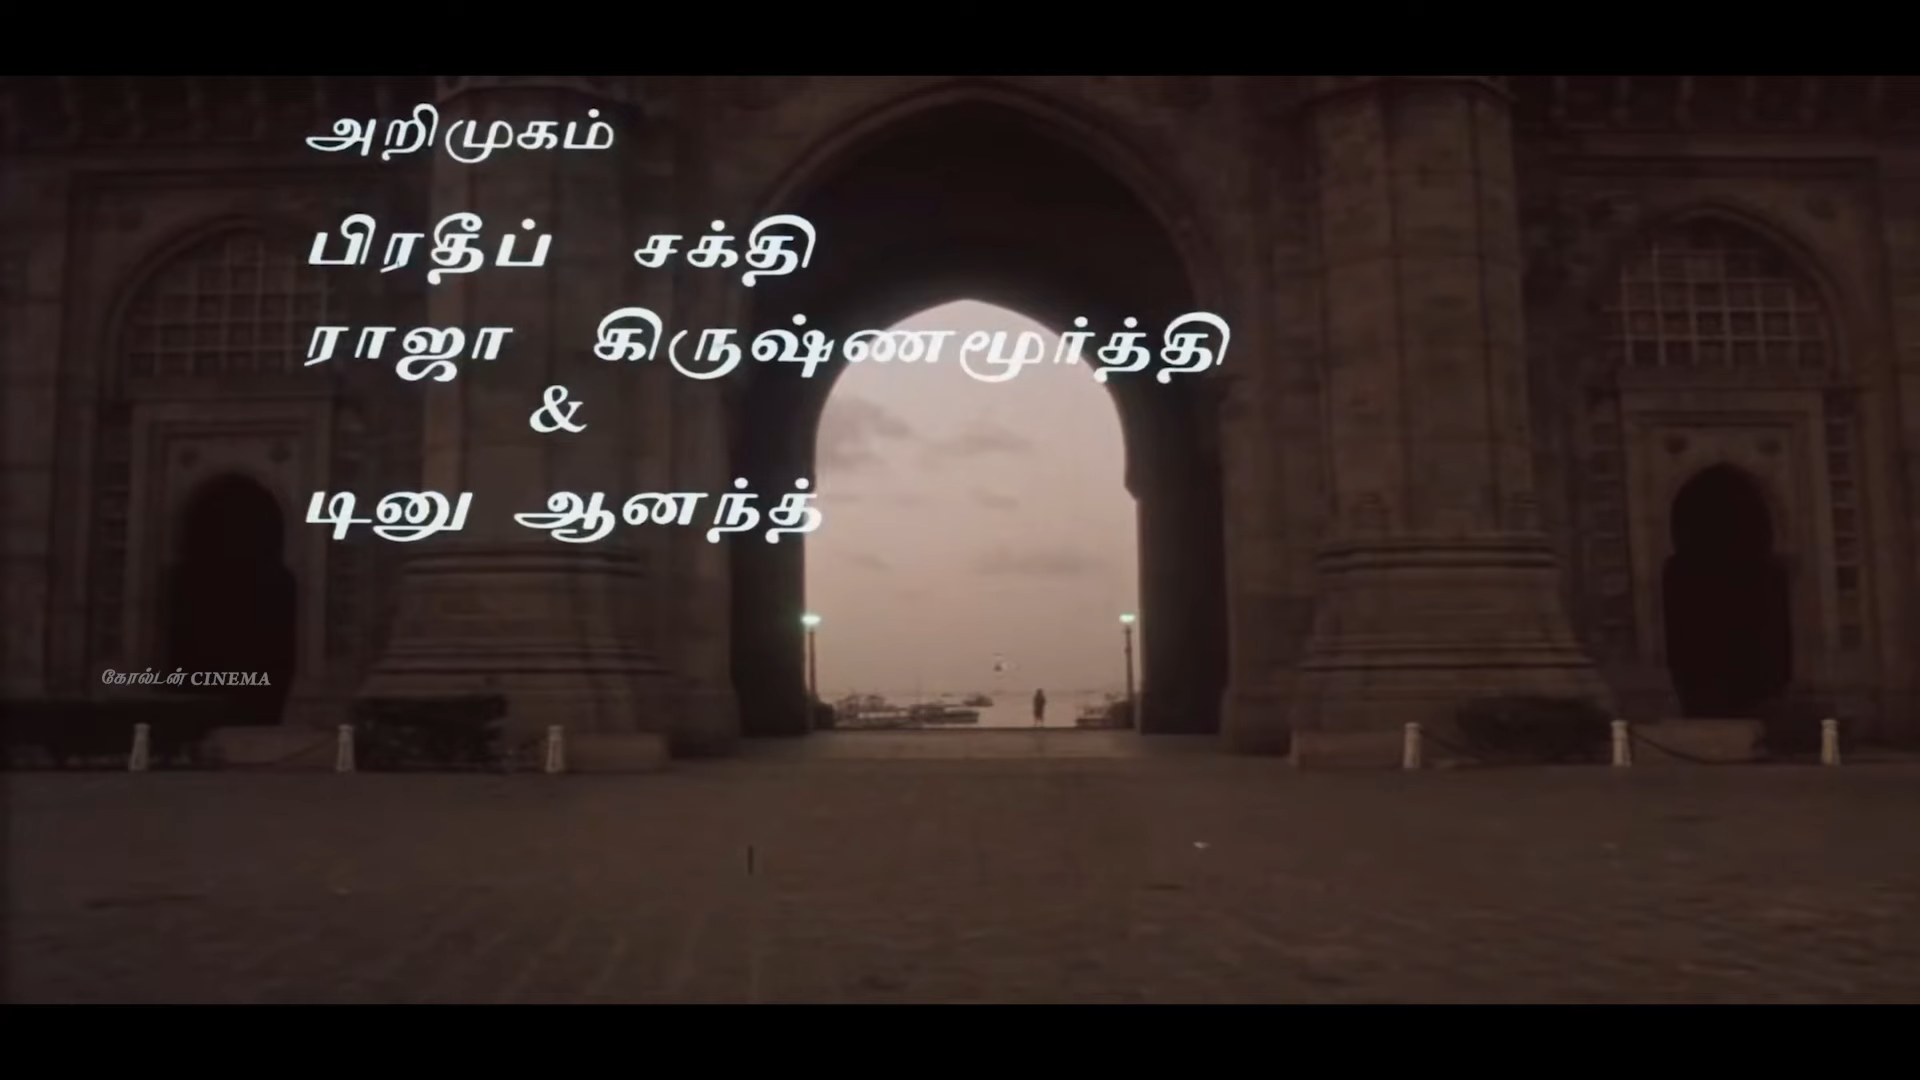 அறிமுகம்
பிரதீப் சக்தி
ராஜா கிருஷ்ணமூர்த்தி
&
டினு ஆனந்த்
கோல்டன் CINEMA